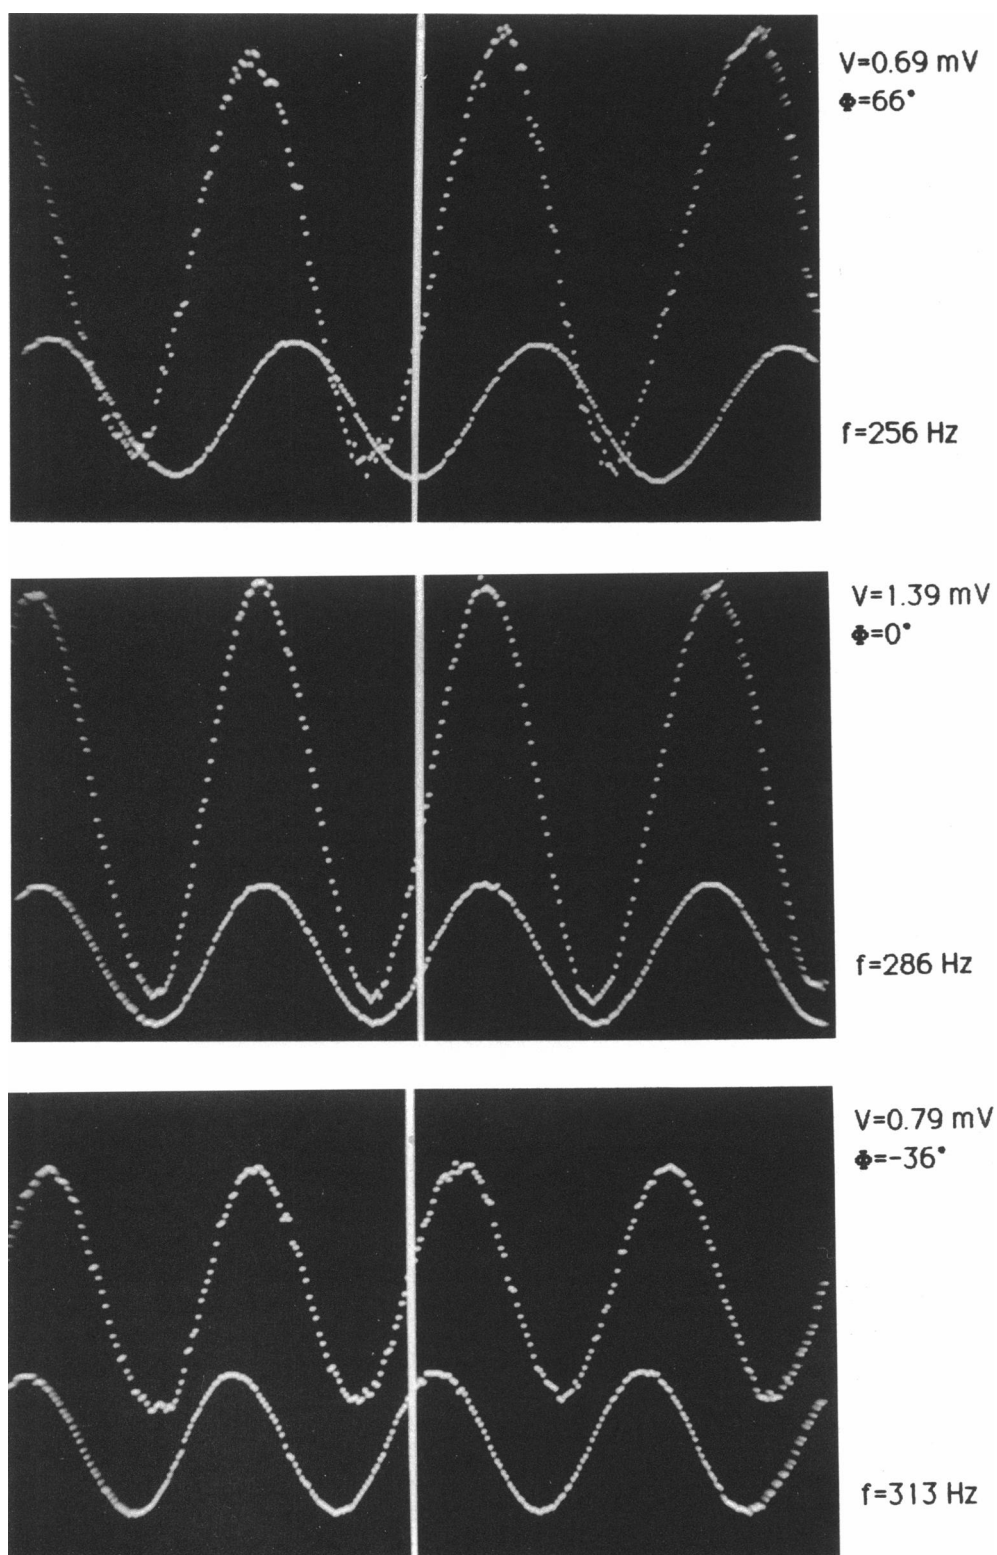 V=0.69 mV
Φ=66°
f=256 Hz
V=1.39 mV
Φ=0°
f=286 Hz
V=0.79 mV
Φ=-36°
f=313 Hz